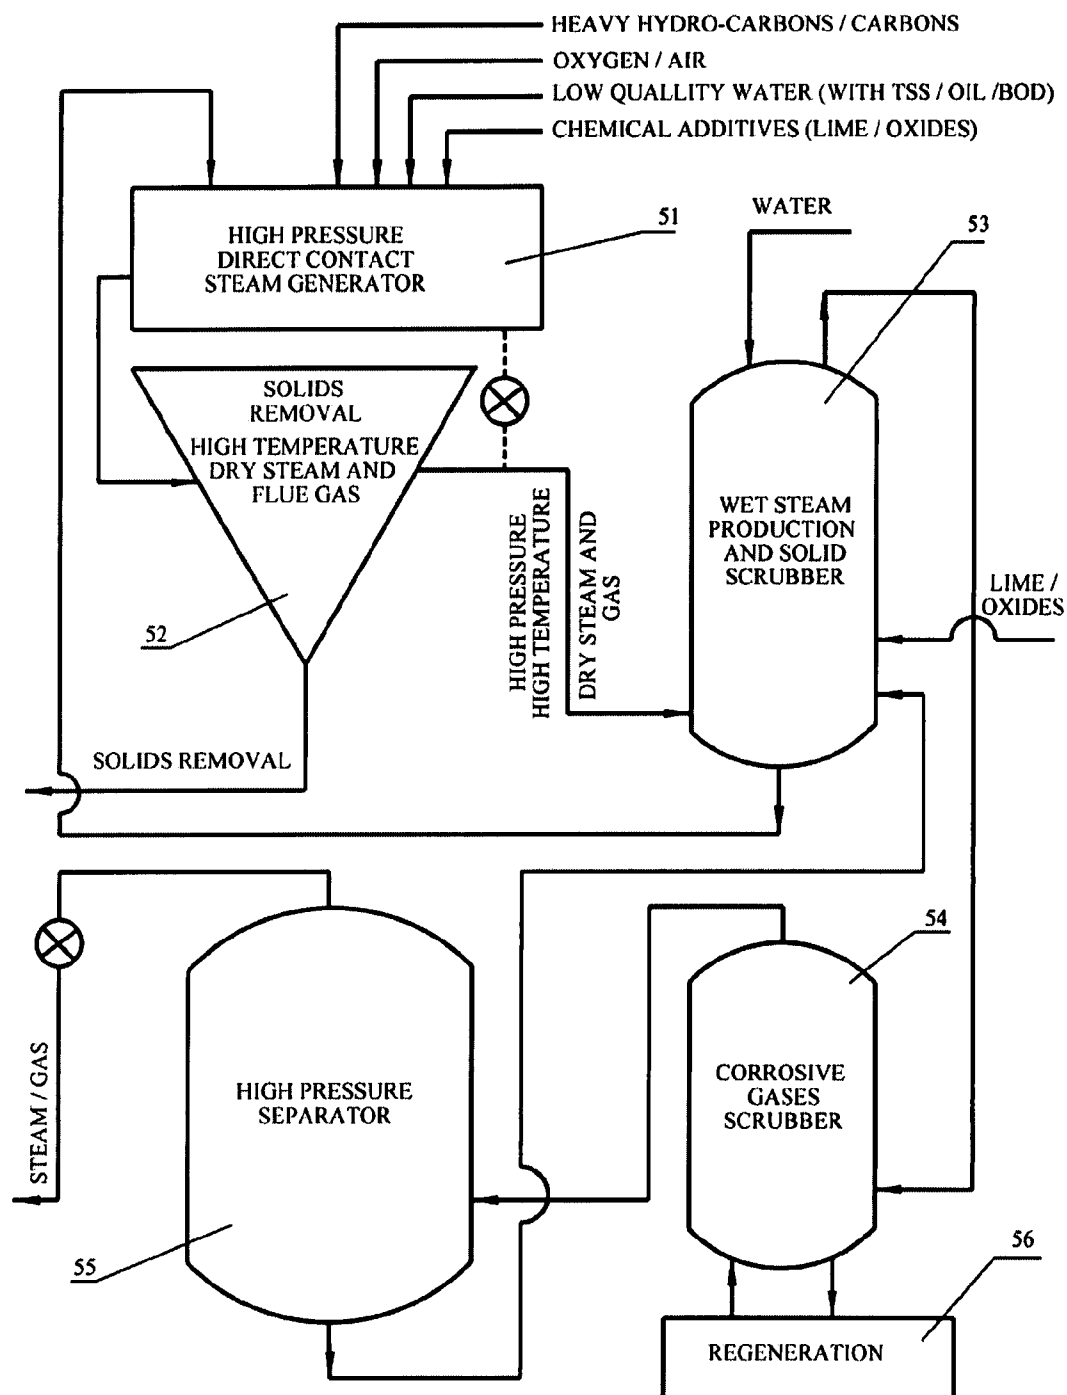 HEAVY HYDRO-CARBONS / CARBONS
OXYGEN / AIR
LOW QUALLITY WATER (WITH TSS / OIL /BOD)
CHEMICAL ADDITIVES (LIME / OXIDES)
HIGH PRESSURE
DIRECT CONTACT
STEAM GENERATOR
51
WATER
53
SOLIDS
REMOVAL
HIGH TEMPERATURE
DRY STEAM AND
FLUE GAS
52
HIGH PRESSURE
HIGH TEMPERATURE
DRY STEAM AND
GAS
WET STEAM
PRODUCTION
AND SOLID
SCRUBBER
LIME /
OXIDES
SOLIDS REMOVAL
STEAM / GAS
HIGH PRESSURE
SEPARATOR
55
54
CORROSIVE
GASES
SCRUBBER
56
REGENERATION